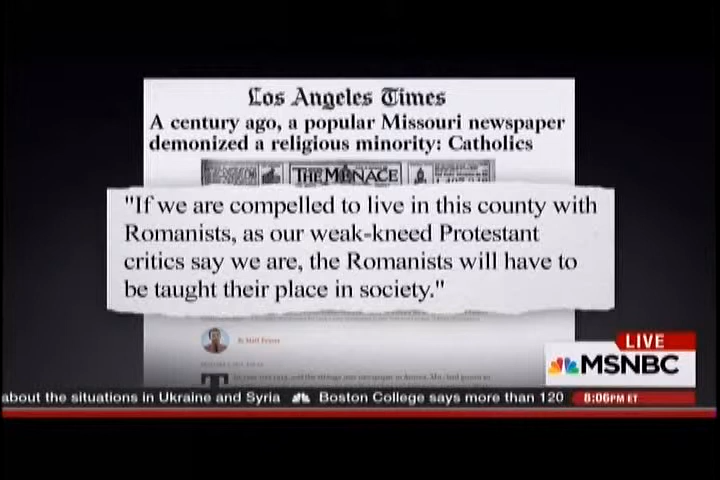 Los Angeles Times
A century ago, a popular Missouri newspaper
demonized a religious minority: Catholics
THE MENACE
"If we are compelled to live in this county with
Romanists, as our weak-kneed Protestant
critics say we are, the Romanists will have to
be taught their place in society."
By Matt Pearce
LIVE
MSNBC
about the situations in Ukraine and Syria Boston College says more than 120
8:06PM ET